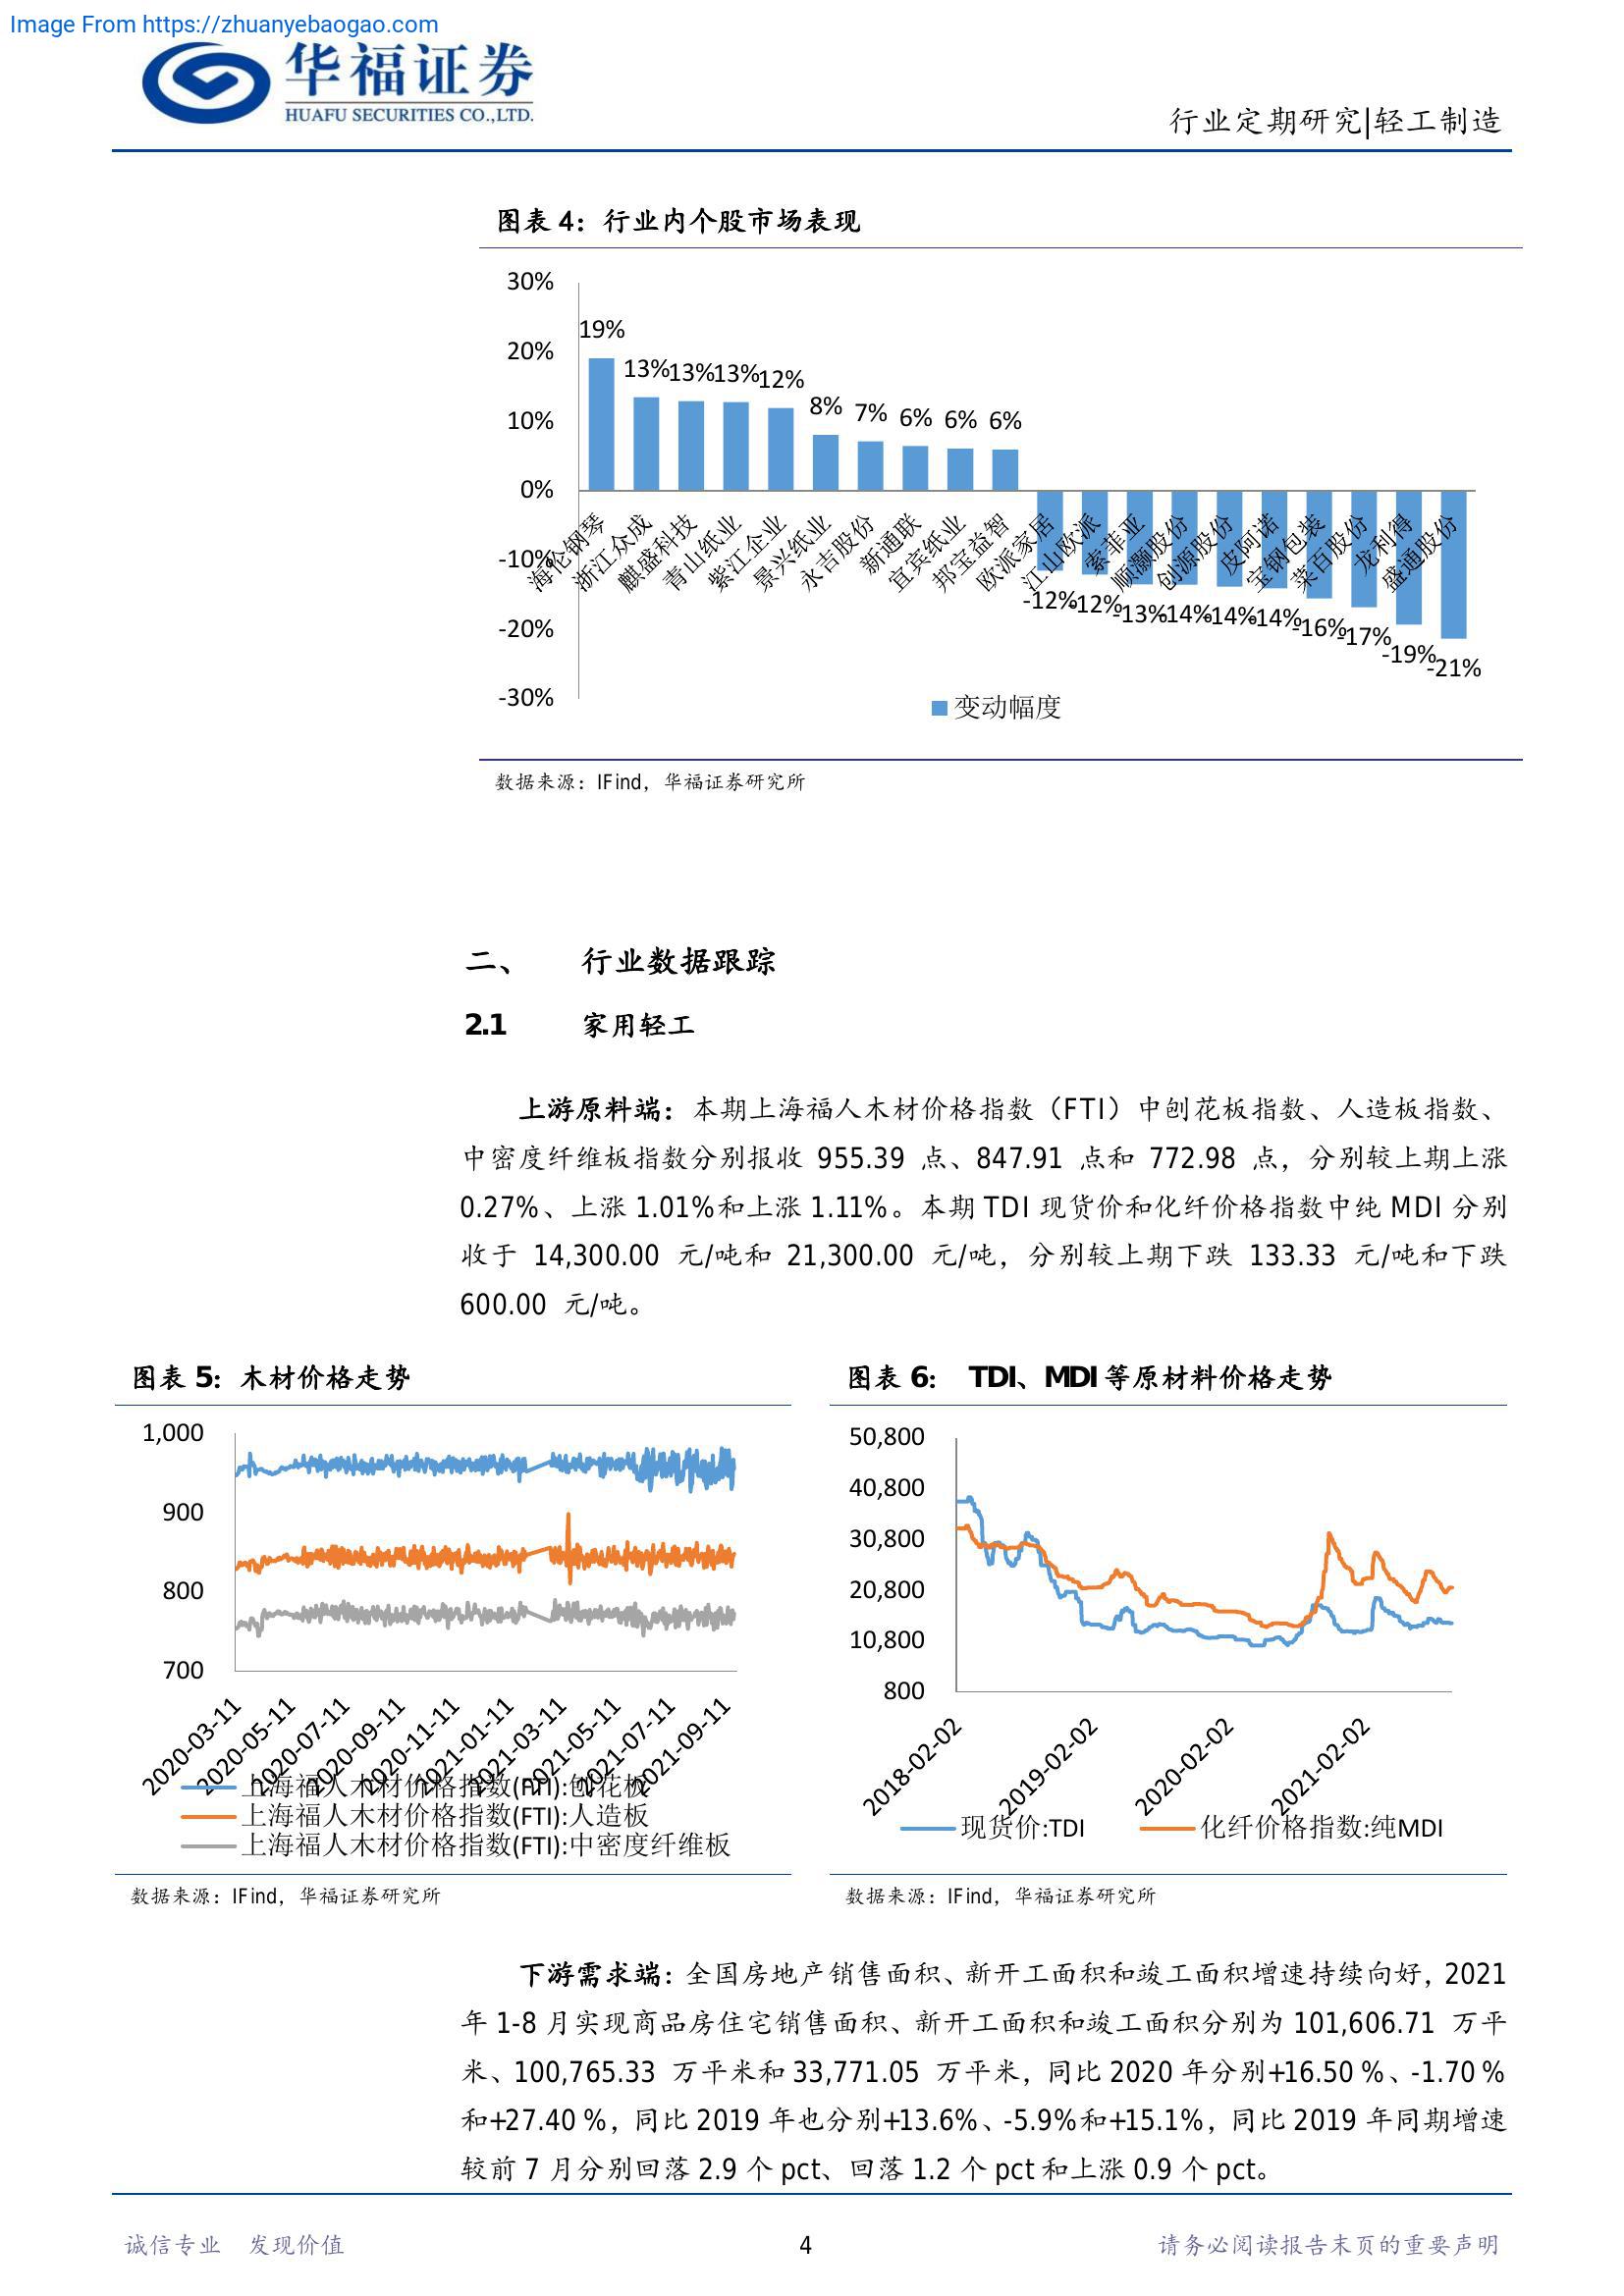 Image From https://zhuanyebaogao.com
华福证券
HUAFU SECURITIES CO.,LTD.
行业定期研究|轻工制造
图表 4：行业内个股市场表现
30%
20%
10%
0%
-10%
-20%
-30%
19%
13%
13%
13%
12%
8%
7%
6%
6%
6%
-12%
-12%
-13%
-14%
-14%
-14%
-16%
-17%
-19%
-21%
海伦钢琴
浙江众成
麒盛科技
青山纸业
紫江企业
景兴纸业
永吉股份
新通联
宜宾纸业
邦宝益智
欧派家居
江山欧派
索菲亚
顺灏股份
创源股份
皮阿诺
宝钢包装
菜百股份
龙利得
盛通股份
变动幅度
数据来源：IFind，华福证券研究所
二、 行业数据跟踪
2.1 家用轻工
上游原料端：本期上海福人木材价格指数（FTI）中刨花板指数、人造板指数、
中密度纤维板指数分别报收 955.39 点、847.91 点和 772.98 点，分别较上期上涨
0.27%、上涨 1.01%和上涨 1.11%。本期 TDI 现货价和化纤价格指数中纯 MDI 分别
收于 14,300.00 元/吨和 21,300.00 元/吨，分别较上期下跌 133.33 元/吨和下跌
600.00 元/吨。
图表 5：木材价格走势
1,000
900
800
700
2020-03-11
2020-05-11
2020-07-11
2020-09-11
2020-11-11
2021-01-11
2021-03-11
2021-05-11
2021-07-11
2021-09-11
上海福人木材价格指数(FTI):刨花板
上海福人木材价格指数(FTI):人造板
上海福人木材价格指数(FTI):中密度纤维板
数据来源：IFind，华福证券研究所
图表 6： TDI、MDI 等原材料价格走势
50,800
40,800
30,800
20,800
10,800
800
2018-02-02
2019-02-02
2020-02-02
2021-02-02
现货价:TDI
化纤价格指数:纯MDI
数据来源：IFind，华福证券研究所
下游需求端：全国房地产销售面积、新开工面积和竣工面积增速持续向好，2021
年 1-8 月实现商品房住宅销售面积、新开工面积和竣工面积分别为 101,606.71 万平
米、100,765.33 万平米和 33,771.05 万平米，同比 2020 年分别+16.50 %、-1.70 %
和+27.40 %，同比 2019 年也分别+13.6%、-5.9%和+15.1%，同比 2019 年同期增速
较前 7 月分别回落 2.9 个 pct、回落 1.2 个 pct 和上涨 0.9 个 pct。
诚信专业 发现价值
4
请务必阅读报告末页的重要声明